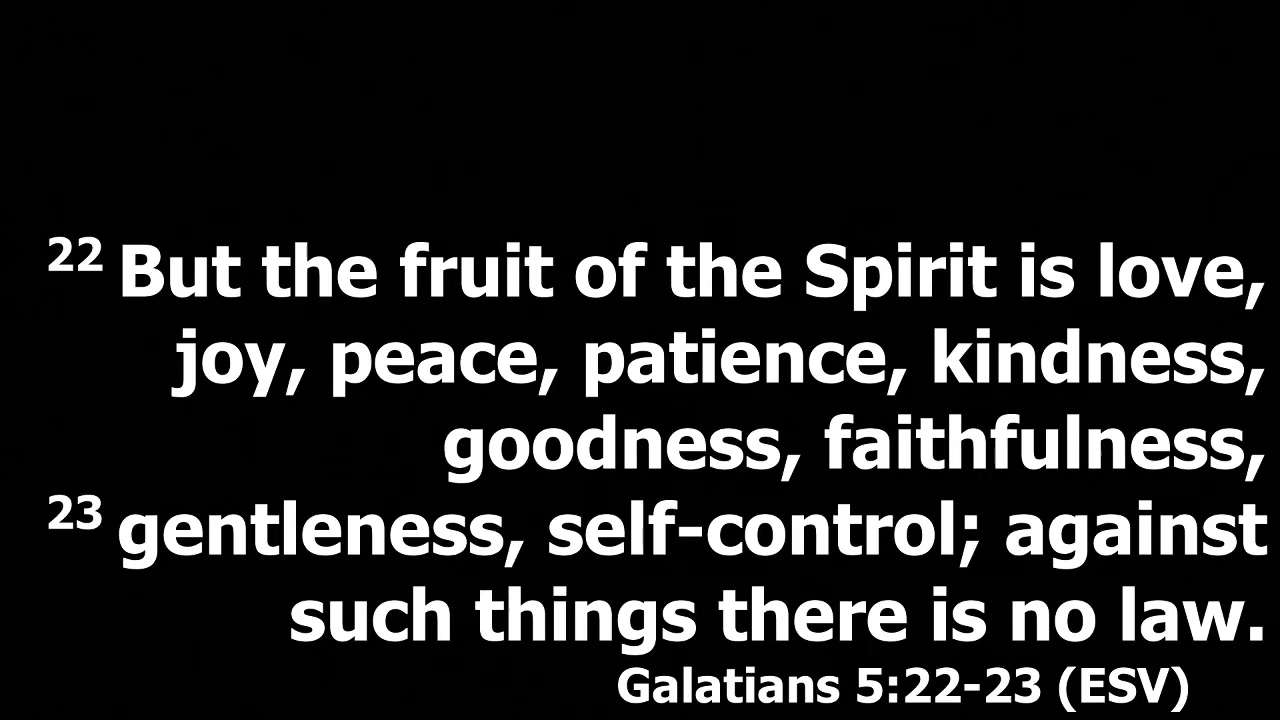 22 But the fruit of the Spirit is love,
joy, peace, patience, kindness,
goodness, faithfulness,
23 gentleness, self-control; against
such things there is no law.
Galatians 5:22-23 (ESV)